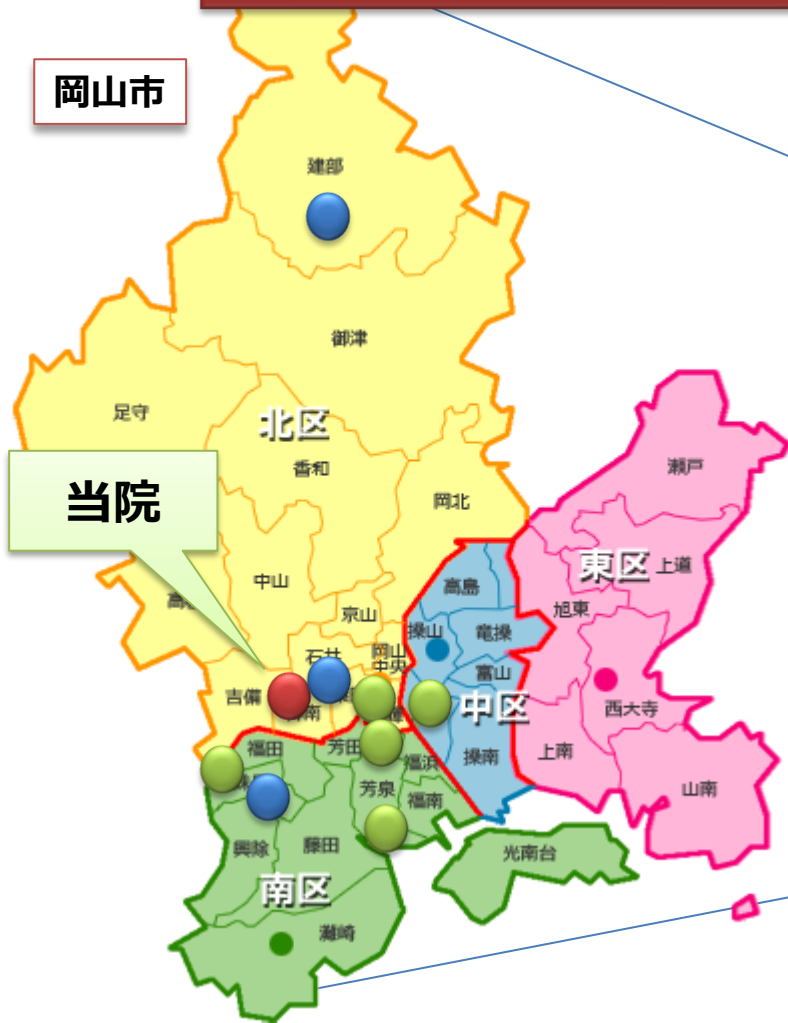 岡山市
建部
御津
足守
北区
香和
当院
岡北
瀬戸
中山
高島
東区
上道
京山
旭東
操山
竜操
石井
岡山
中央
富山
吉備
中区
西大寺
南
福田
芳田
福浜
操南
上南
山南
芳泉
福南
興除
藤田
光南台
南区
灘崎